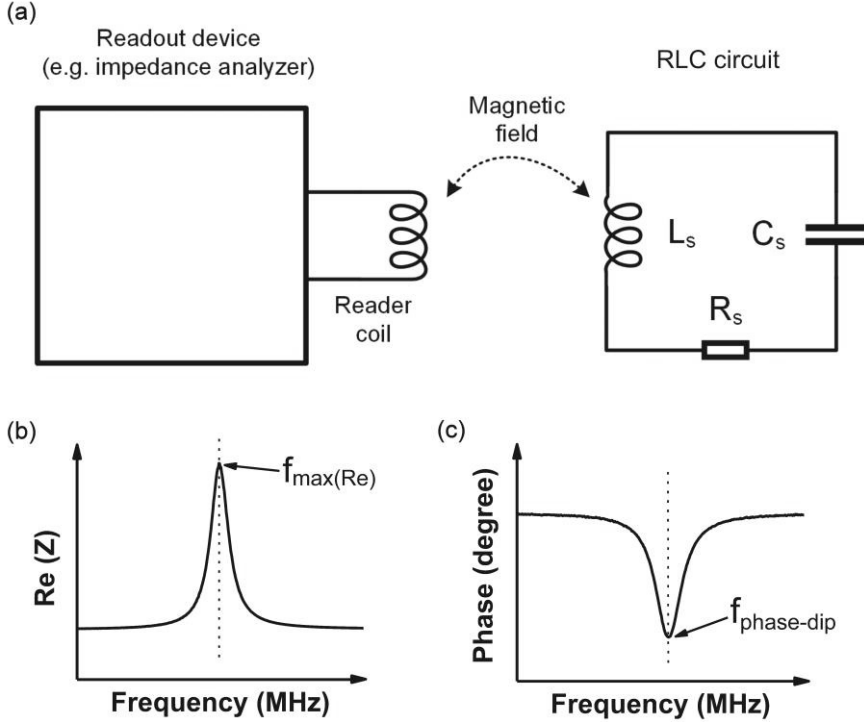 (a)
Readout device
(e.g. impedance analyzer)
RLC circuit
Magnetic
field
Reader
coil
Ls
Cs
Rs
(b)
Re (Z)
fmax(Re)
Frequency (MHz)
(c)
Phase (degree)
fphase-dip
Frequency (MHz)